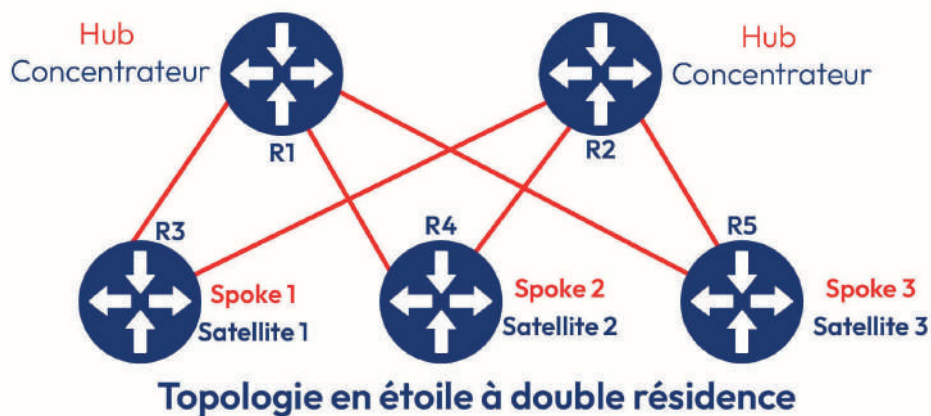 Hub
Concentrateur
Hub
Concentrateur
R1
R2
R3
R4
R5
Spoke 1
Satellite 1
Spoke 2
Satellite 2
Spoke 3
Satellite 3
Topologie en étoile à double résidence